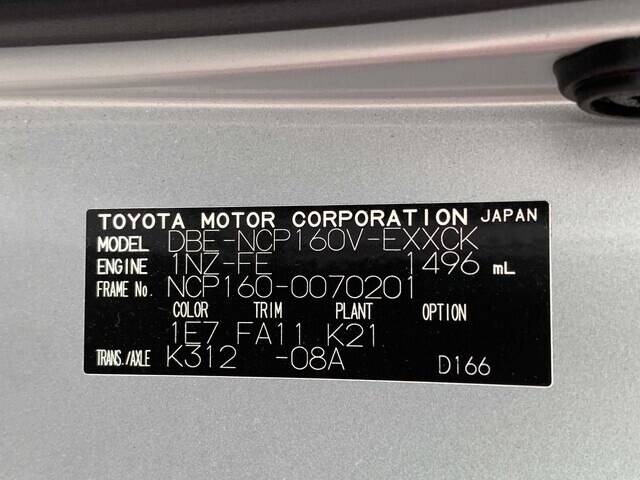 TOYOTA MOTOR CORPORATION JAPAN
MODEL DBE-NCP160V-EXXCK
ENGINE 1NZ-FE 1496 mL
FRAME No. NCP160-0070201
COLOR TRIM PLANT OPTION
1E7 FA11 K21
TRANS./AXLE K312 -08A D166